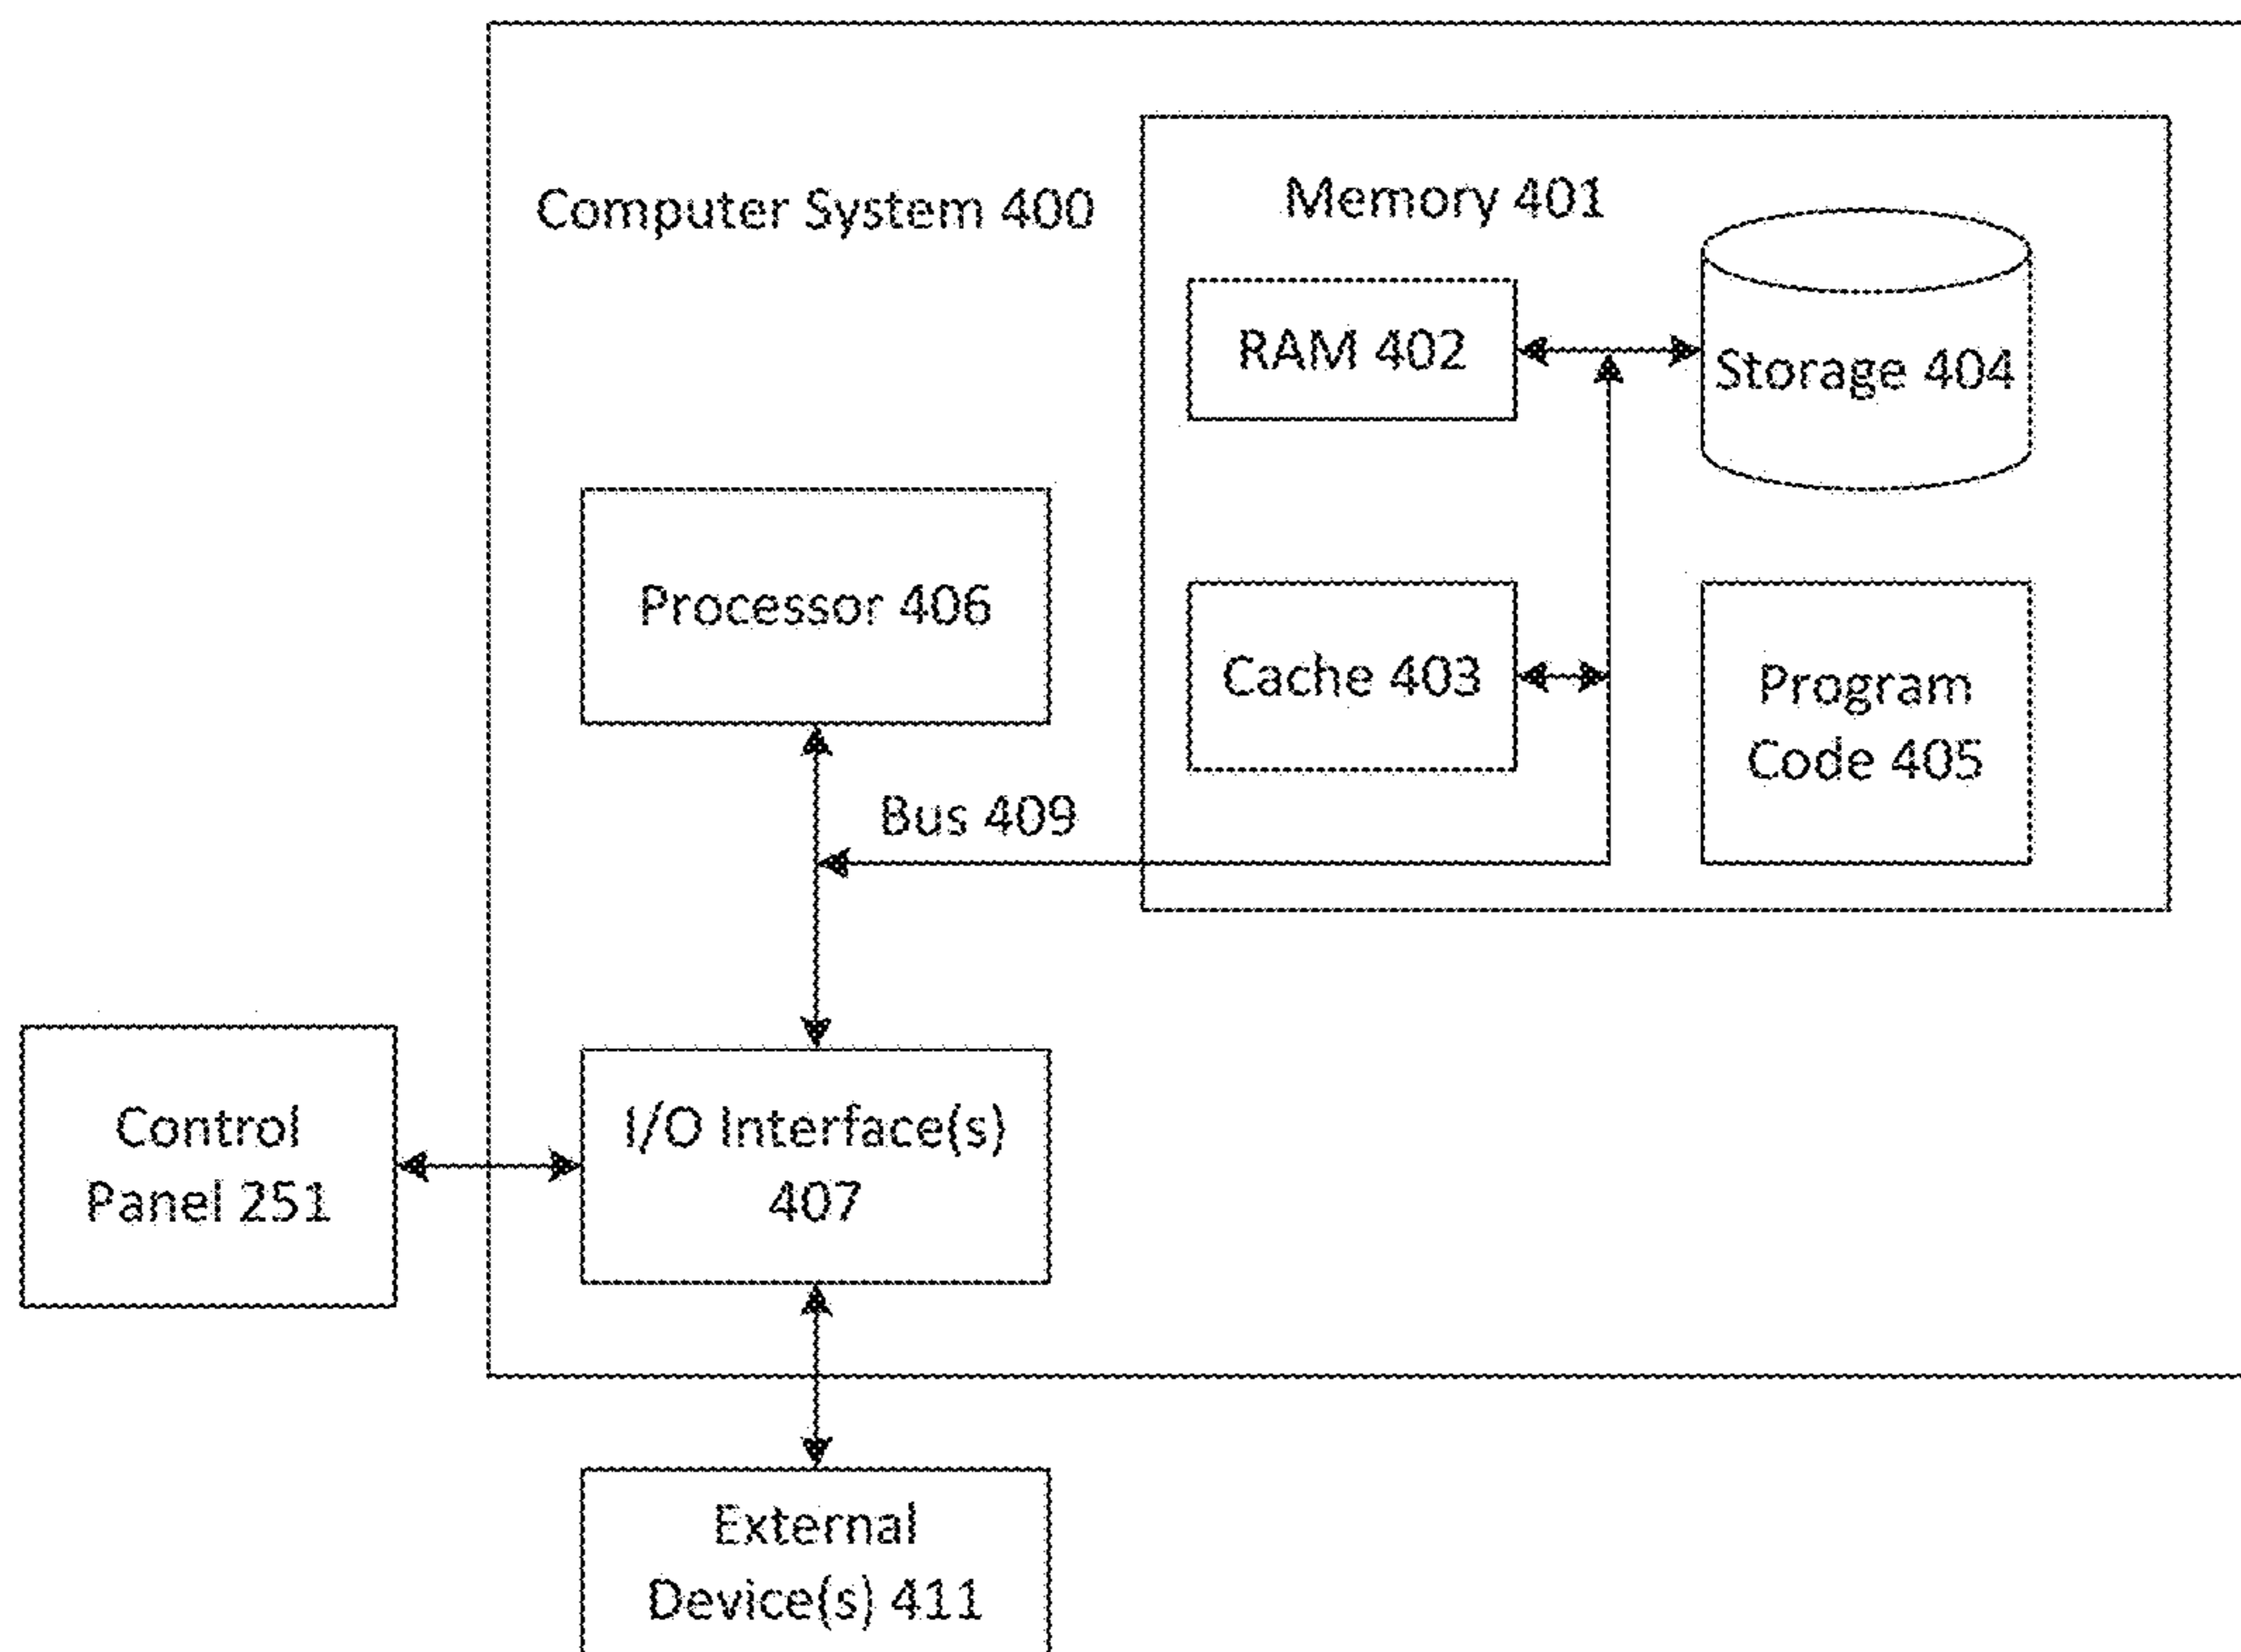 Computer System 400
Memory 401
RAM 402
Storage 404
Processor 406
Cache 403
Program
Code 405
Bus 409
Control
Panel 251
I/O Interface(s)
407
External
Device(s) 411